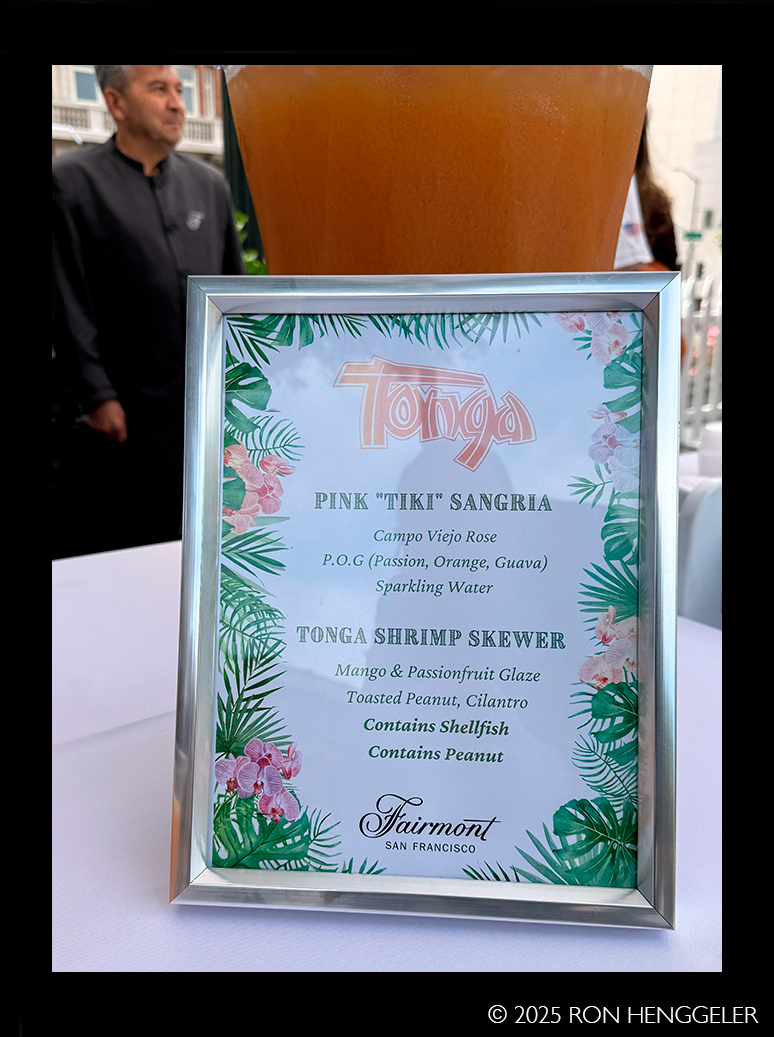 Tonga
PINK "TIKI" SANGRIA
Campo Viejo Rose
P.O.G (Passion, Orange, Guava)
Sparkling Water
TONGA SHRIMP SKEWER
Mango & Passionfruit Glaze
Toasted Peanut, Cilantro
Contains Shellfish
Contains Peanut
Fairmont
SAN FRANCISCO
© 2025 RON HENGGELER